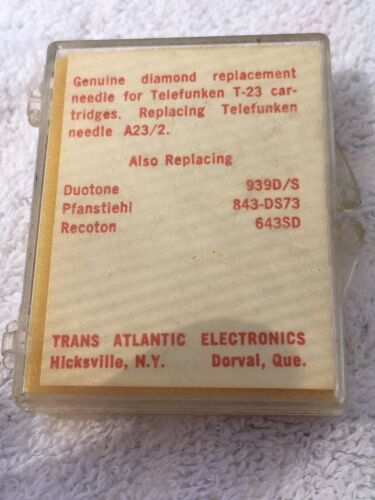 Genuine diamond replacement
needle for Telefunken T-23 car-
tridges. Replacing Telefunken
needle A23/2.
Also Replacing
Duotone 939D/S
Pfanstiehl 843-DS73
Recoton 643SD
TRANS ATLANTIC ELECTRONICS
Hicksville, N.Y. Dorval, Que.